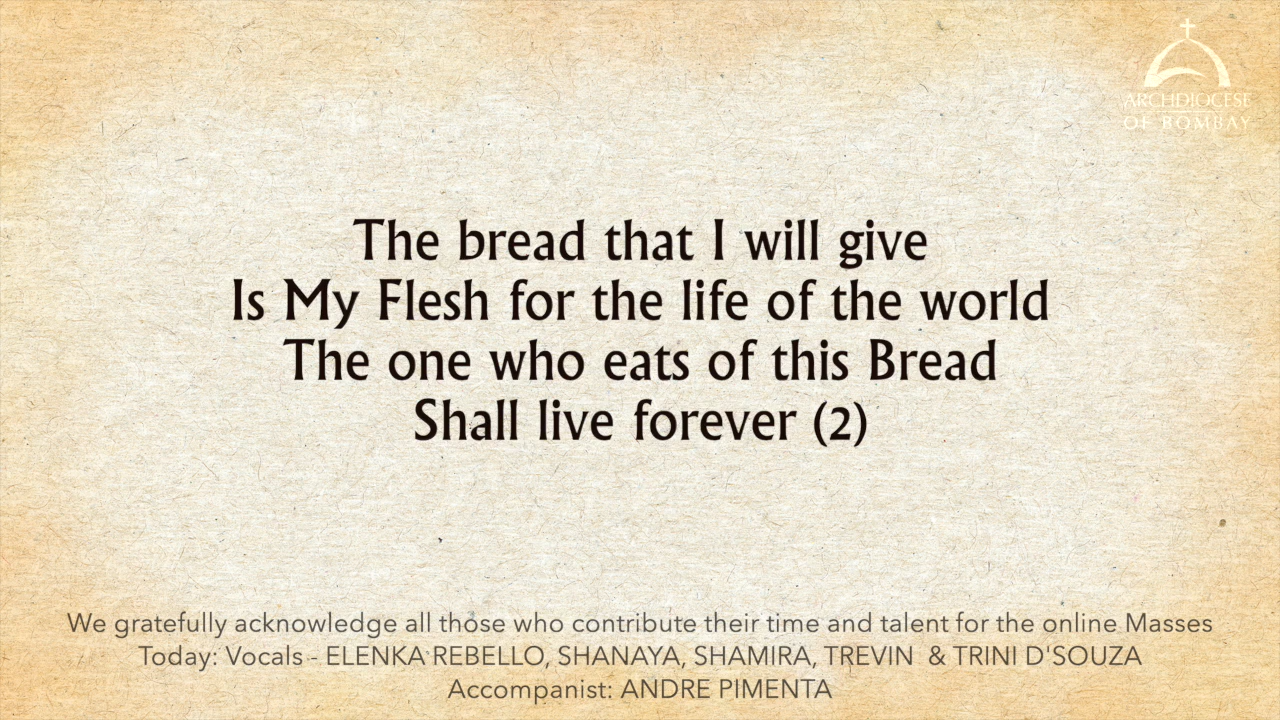 ARCHDIOCESE
OF BOMBAY
The bread that I will give
Is My Flesh for the life of the world
The one who eats of this Bread
Shall live forever (2)
We gratefully acknowledge all those who contribute their time and talent for the online Masses
Today: Vocals - ELENKA REBELLO, SHANAYA, SHAMIRA, TREVIN & TRINI D'SOUZA
Accompanist: ANDRE PIMENTA